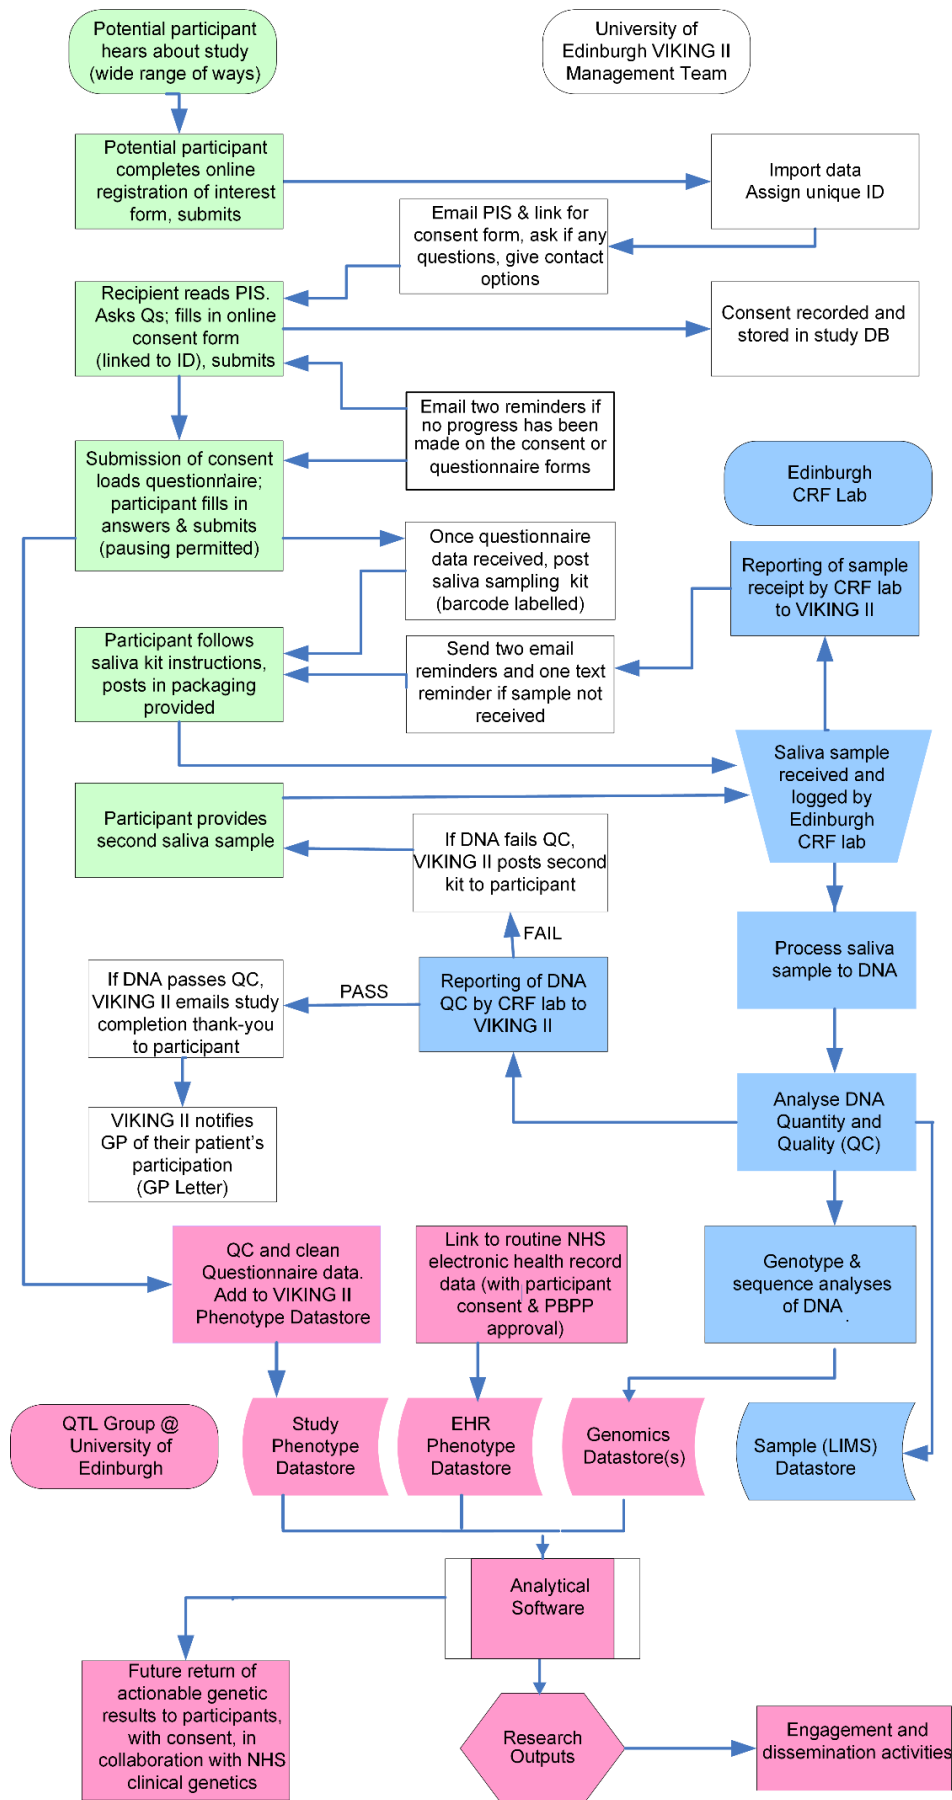 Potential participant
hears about study
(wide range of ways)
University of
Edinburgh VIKING II
Management Team
Potential participant
completes online
registration of interest
form, submits
Import data
Assign unique ID
Email PIS & link for
consent form, ask if any
questions, give contact
options
Recipient reads PIS.
Asks Qs; fills in online
consent form
(linked to ID), submits
Consent recorded and
stored in study DB
Email two reminders if
no progress has been
made on the consent or
questionnaire forms
Submission of consent
loads questionnaire;
participant fills in
answers & submits
(pausing permitted)
Edinburgh
CRF Lab
Once questionnaire
data received, post
saliva sampling kit
(barcode labelled)
Reporting of sample
receipt by CRF lab
to VIKING II
Participant follows
saliva kit instructions,
posts in packaging
provided
Send two email
reminders and one text
reminder if sample not
received
Saliva sample
received and
logged by
Edinburgh
CRF lab
Participant provides
second saliva sample
If DNA fails QC,
VIKING II posts second
kit to participant
FAIL
Process saliva
sample to DNA
If DNA passes QC,
VIKING II emails study
completion thank-you
to participant
PASS
Reporting of DNA
QC by CRF lab to
VIKING II
Analyse DNA
Quantity and
Quality (QC)
VIKING II notifies
GP of their patient's
participation
(GP Letter)
QC and clean
Questionnaire data.
Add to VIKING II
Phenotype Datastore
Link to routine NHS
electronic health record
data (with participant
consent & PBPP
approval)
Genotype &
sequence analyses
of DNA
.
QTL Group @
University of
Edinburgh
Study
Phenotype
Datastore
EHR
Phenotype
Datastore
Genomics
Datastore(s)
Sample (LIMS)
Datastore
Analytical
Software
Future return of
actionable genetic
results to participants,
with consent, in
collaboration with NHS
clinical genetics
Research
Outputs
Engagement and
dissemination activities